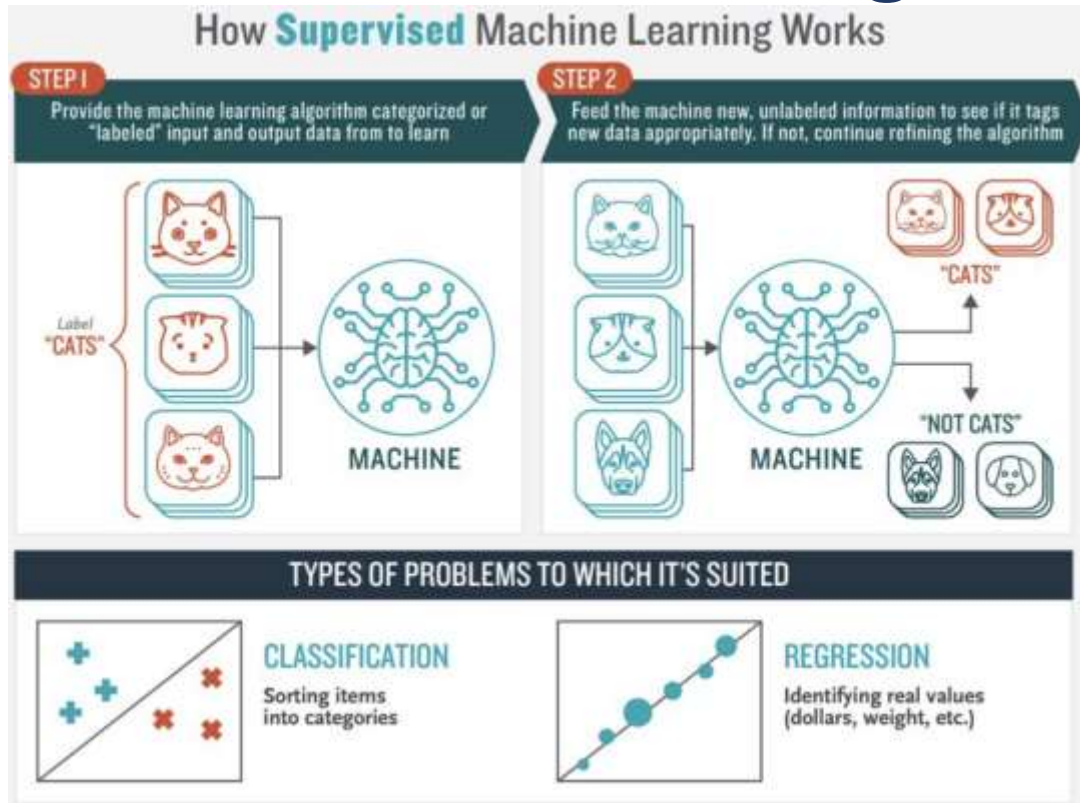 How Supervised Machine Learning Works
STEP 1
Provide the machine learning algorithm categorized or
"labeled" input and output data from to learn
STEP 2
Feed the machine new, unlabeled information to see if it tags
new data appropriately. If not, continue refining the algorithm
Label
"CATS"
MACHINE
MACHINE
"CATS"
"NOT CATS"
TYPES OF PROBLEMS TO WHICH IT'S SUITED
CLASSIFICATION
Sorting items
into categories
REGRESSION
Identifying real values
(dollars, weight, etc.)